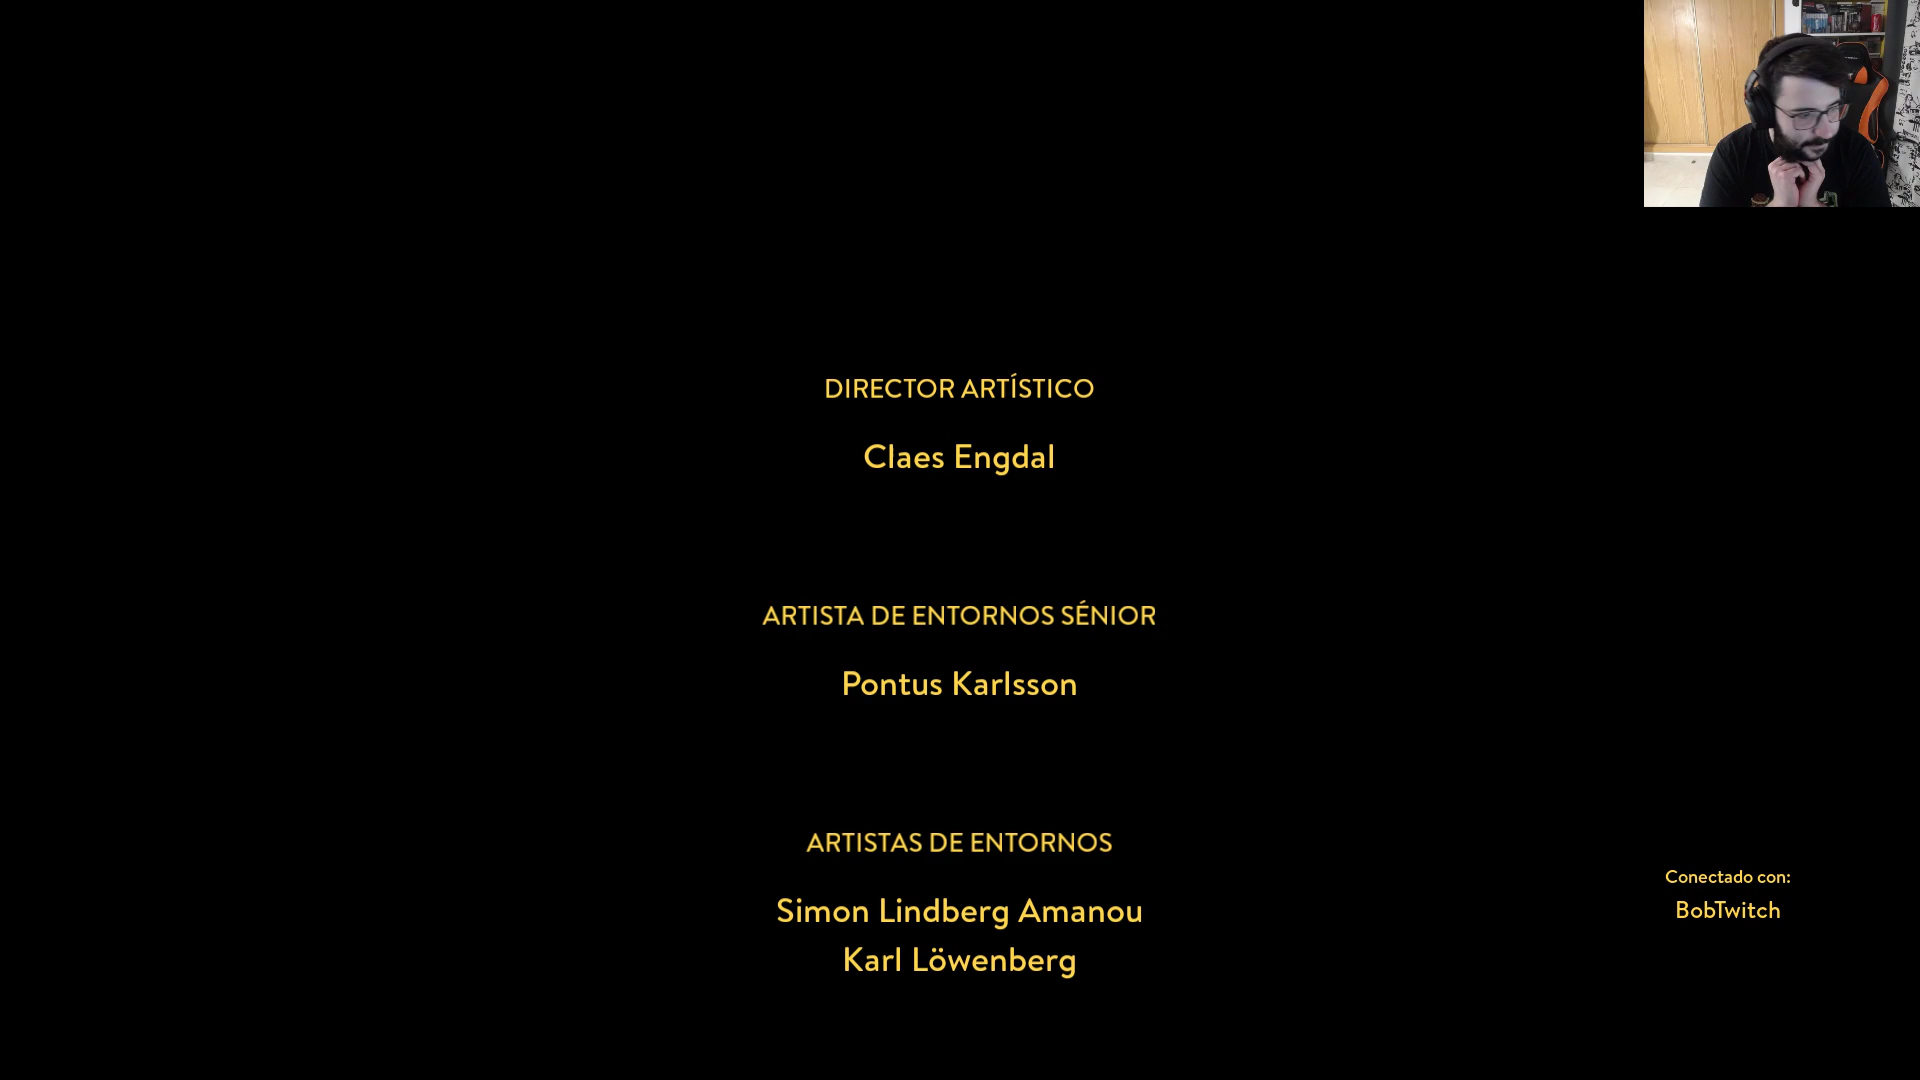 DIRECTOR ARTÍSTICO
Claes Engdal
ARTISTA DE ENTORNOS SÉNIOR
Pontus Karlsson
ARTISTAS DE ENTORNOS
Simon Lindberg Amanou
Karl Löwenberg
Conectado con:
BobTwitch